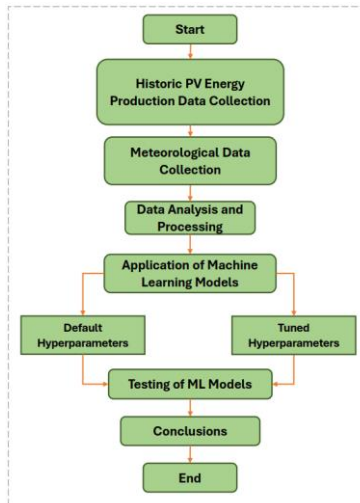 Start
Historic PV Energy
Production Data Collection
Meteorological Data
Collection
Data Analysis and
Processing
Application of Machine
Learning Models
Default
Hyperparameters
Tuned
Hyperparameters
Testing of ML Models
Conclusions
End